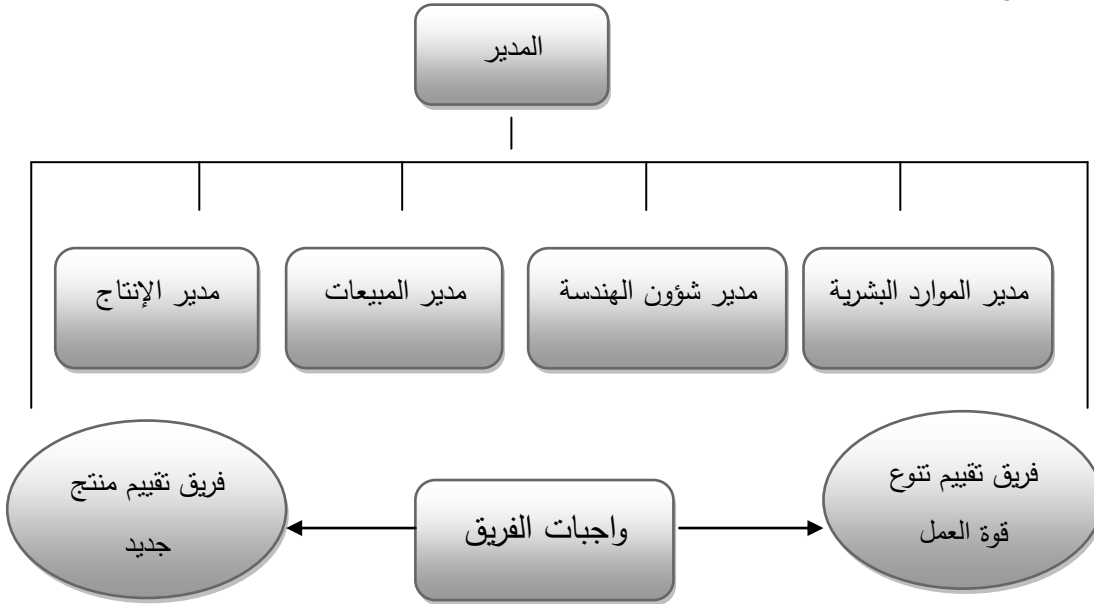 المدير
مدير الموارد البشرية
مدير شؤون الهندسة
مدير المبيعات
مدير الإنتاج
فريق تقييم تنوع
قوة العمل
واجبات الفريق
فريق تقييم منتج
جديد